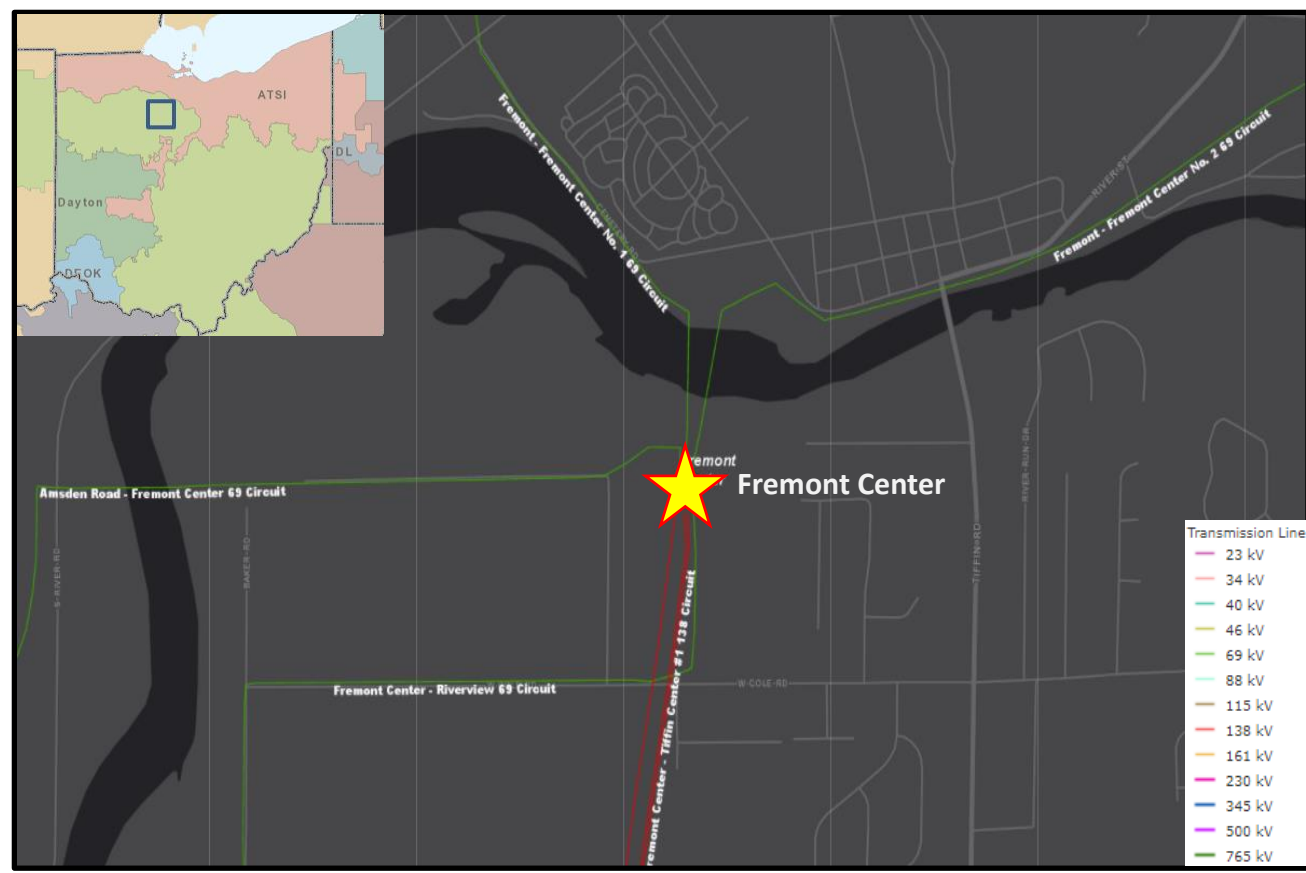 ATSI
DL
Dayton
DEOK
Fremont - Fremont Center No. 1 69 Circuit
CEMETERY-RD
RIVER-ST
Fremont - Fremont Center No. 2 69 Circuit
Fremont Center
Amsden Road - Fremont Center 69 Circuit
S-RIVER-RD
BAKER-RD
TIFFIN-RD
RIVER-RUN-DR
Fremont Center - Tiffin Center #1 138 Circuit
Fremont Center - Riverview 69 Circuit
W-COLE-RD
Transmission Line
23 kV
34 kV
40 kV
46 kV
69 kV
88 kV
115 kV
138 kV
161 kV
230 kV
345 kV
500 kV
765 kV